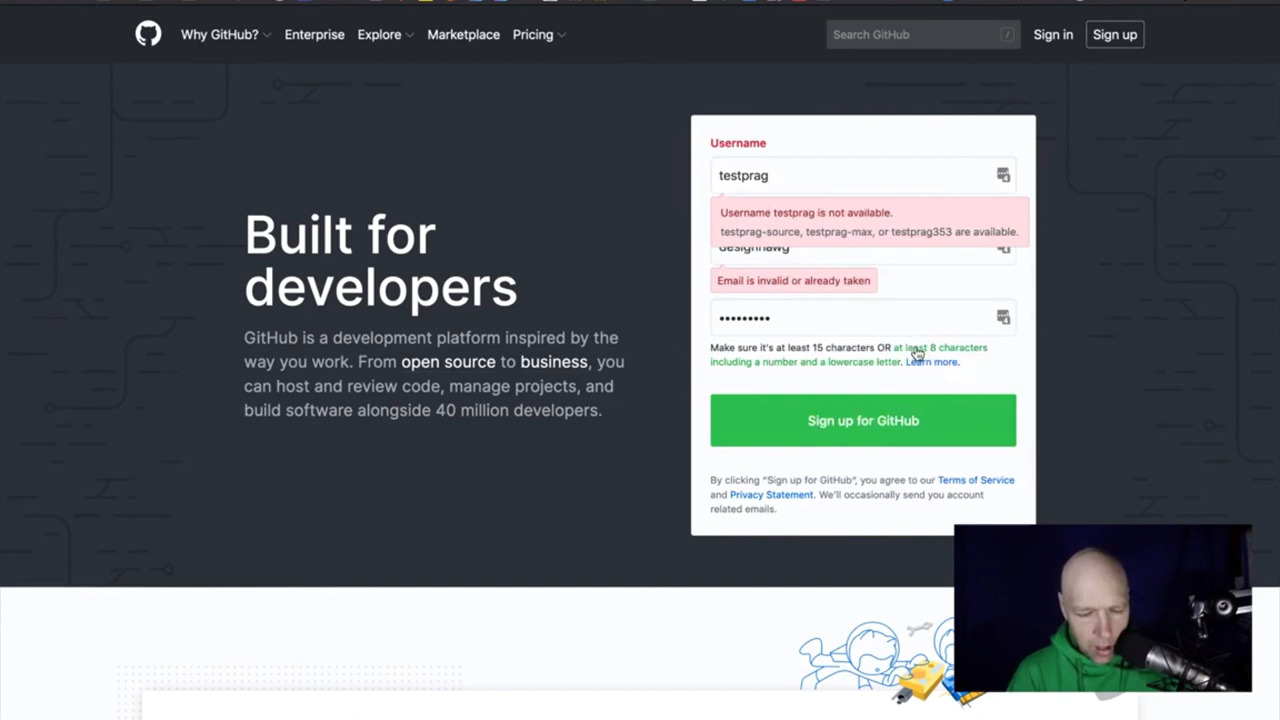 Why GitHub? Enterprise Explore Marketplace Pricing
Search GitHub /
Sign in Sign up
Username
testprag
Username testprag is not available.
testprag-source, testprag-max, or testprag353 are available.
Email is invalid or already taken
•••••••••
Make sure it's at least 15 characters OR at least 8 characters
including a number and a lowercase letter. Learn more.
Sign up for GitHub
By clicking "Sign up for GitHub", you agree to our Terms of Service
and Privacy Statement. We'll occasionally send you account
related emails.
Built for
developers
GitHub is a development platform inspired by the
way you work. From open source to business, you
can host and review code, manage projects, and
build software alongside 40 million developers.